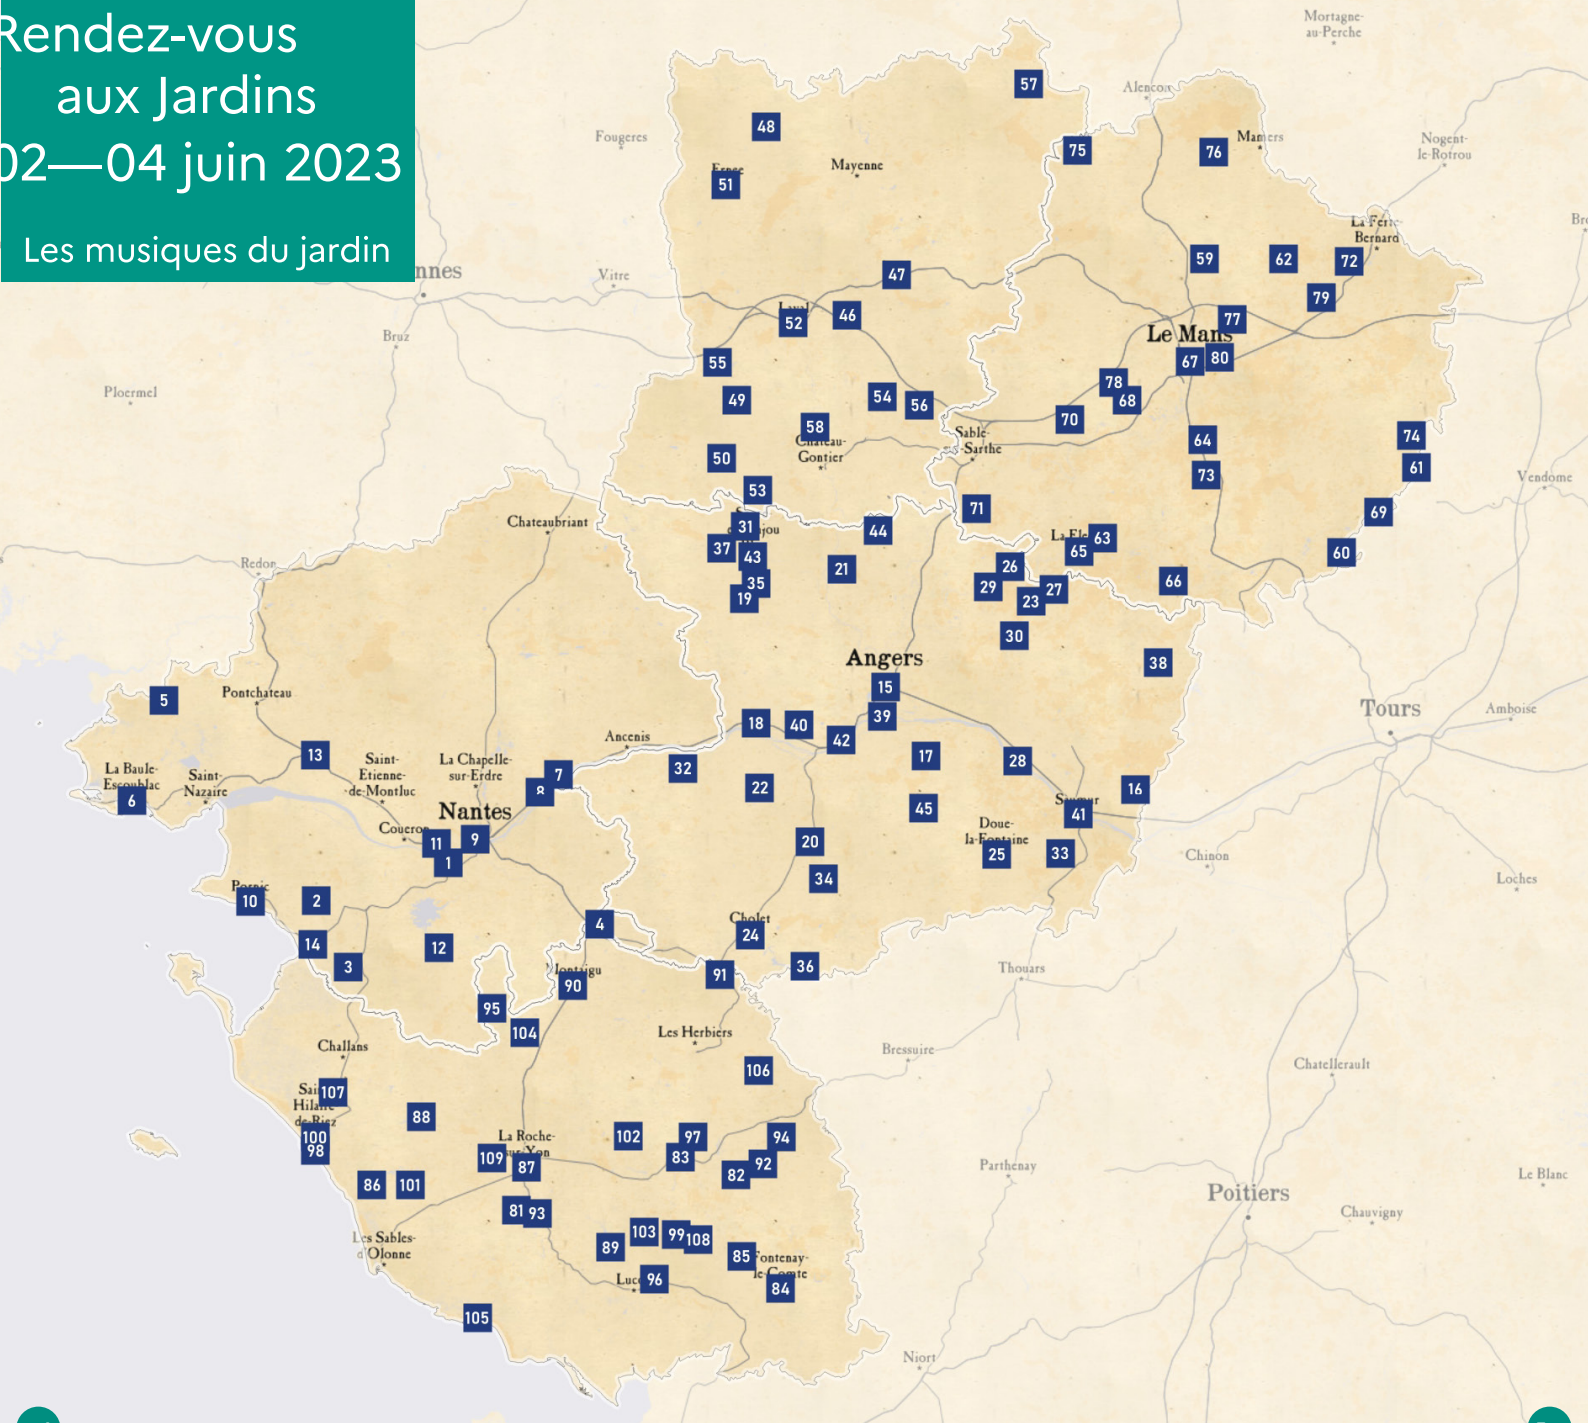 Rendez-vous
aux Jardins
02—04 juin 2023
Les musiques du jardin
Mortagne-
au-Perche
57
Alencon
48
Fougeres
Mamers
Nogent-
le-Rotrou
75
76
Mayenne
51
La Ferte-
Bernard
59
62
72
47
Vitre
79
46
52
77
Le Mans
Bruz
55
67
80
78
Ploermel
49
54
56
68
70
58
Chateau-
Gontier
Sable-
Sarthe
64
74
50
61
73
Vendome
53
71
69
Chateaubriant
31
44
63
37
43
65
60
Redon
21
26
35
29
27
66
19
23
30
Angers
38
15
5
Pontchateau
Tours
Amboise
39
18
40
42
Ancenis
13
17
28
La Chapelle-
sur-Erdre
Saint-
Etienne-
de-Montluc
La Baule-
Escoublac
Saint-
Nazaire
32
7
8
22
16
6
Nantes
Saumur
45
41
Coueron
Doue-
la-Fontaine
11
9
20
1
25
33
Chinon
34
Loches
Pornic
10
2
Cholet
4
24
14
12
3
36
91
Thouars
Montaigu
90
95
104
Les Herbiers
Challans
Bressuire
106
Chatellerault
107
Hilaire
de-Riez
88
100
98
La Roche-
sur-Yon
102
97
94
109
83
87
92
82
Parthenay
Le Blanc
86
101
Poitiers
81
93
Chauvigny
103
99
108
Les Sables-
d'Olonne
89
85
Fontenay-
le-Comte
96
84
105
Niort